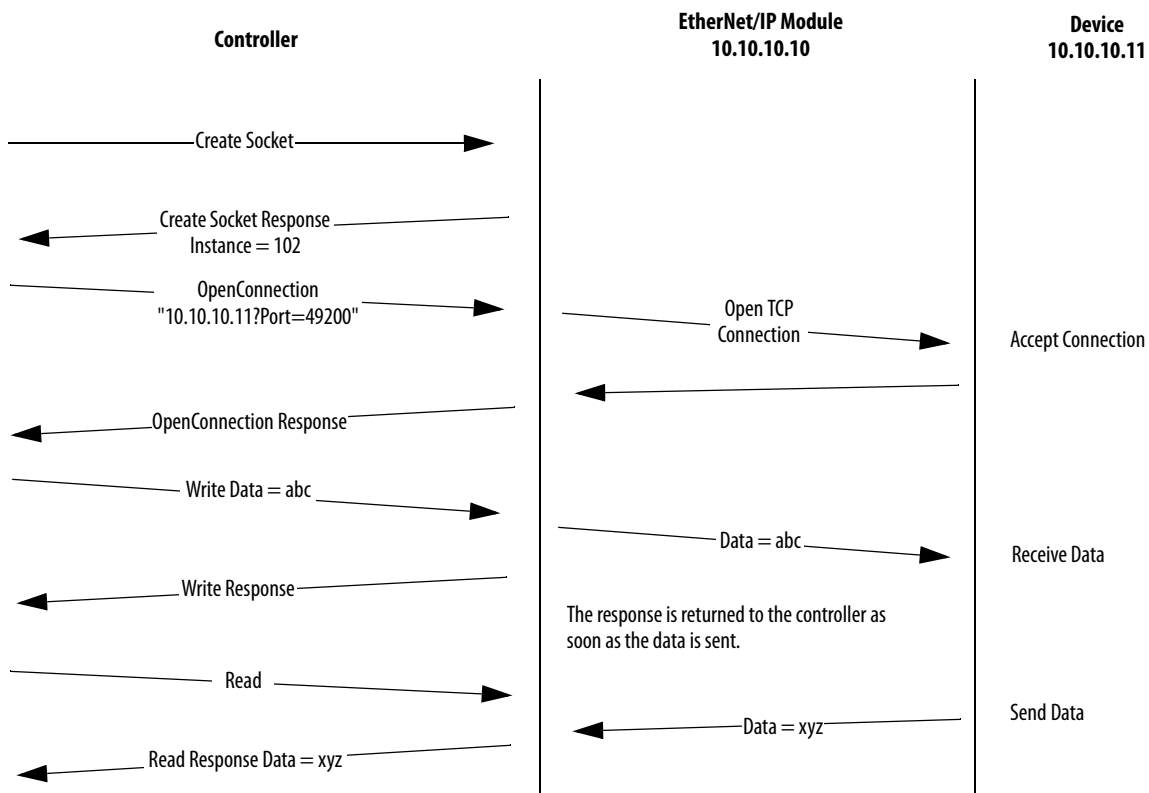 Controller
EtherNet/IP Module
10.10.10.10
Device
10.10.10.11
Create Socket
Create Socket Response
Instance = 102
OpenConnection
"10.10.10.11?Port=49200"
Open TCP
Connection
Accept Connection
OpenConnection Response
Write Data = abc
Data = abc
Receive Data
Write Response
The response is returned to the controller as
soon as the data is sent.
Read
Send Data
Data = xyz
Read Response Data = xyz